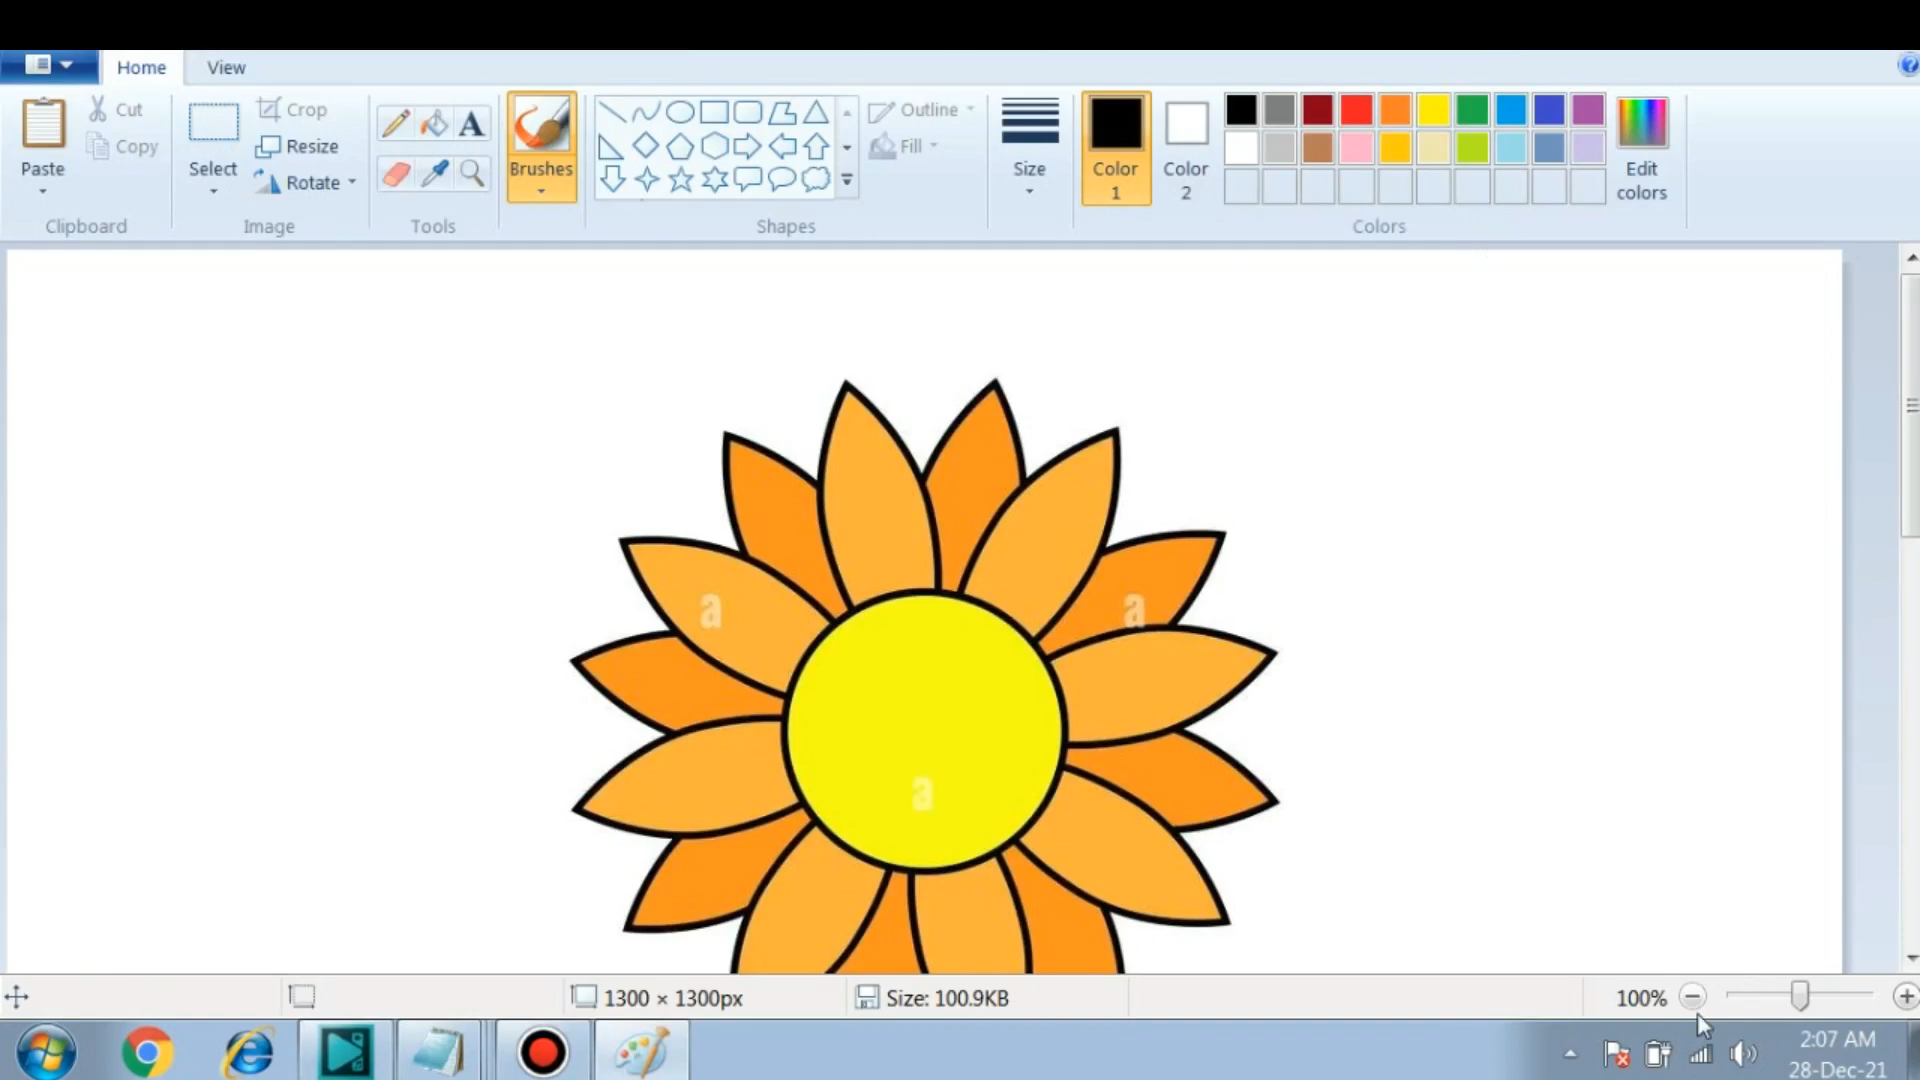 Home View
Paste Cut Copy Clipboard
Select Crop Resize Rotate Image
A
Tools
Brushes
Outline Fill Shapes
Size
Color 1 Color 2 Edit colors Colors
a a
a
1300 × 1300px Size: 100.9KB 100%
2:07 AM
28-Dec-21